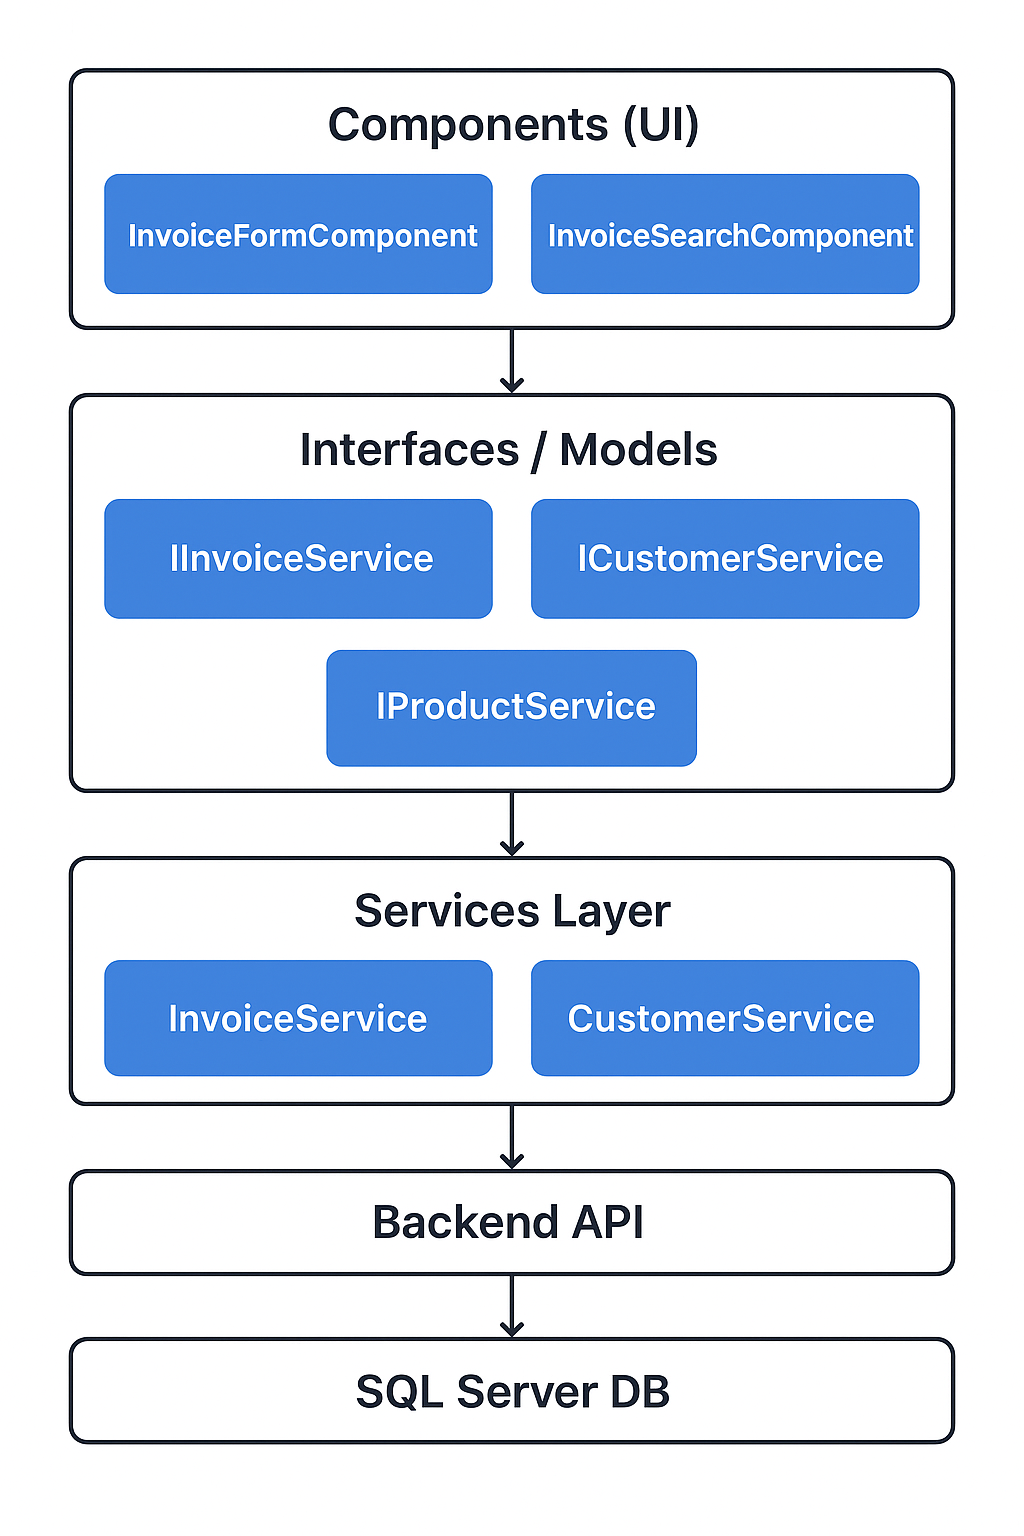 Components (UI)
InvoiceFormComponent
InvoiceSearchComponent
Interfaces / Models
IInvoiceService
ICustomerService
IProductService
Services Layer
InvoiceService
CustomerService
Backend API
SQL Server DB